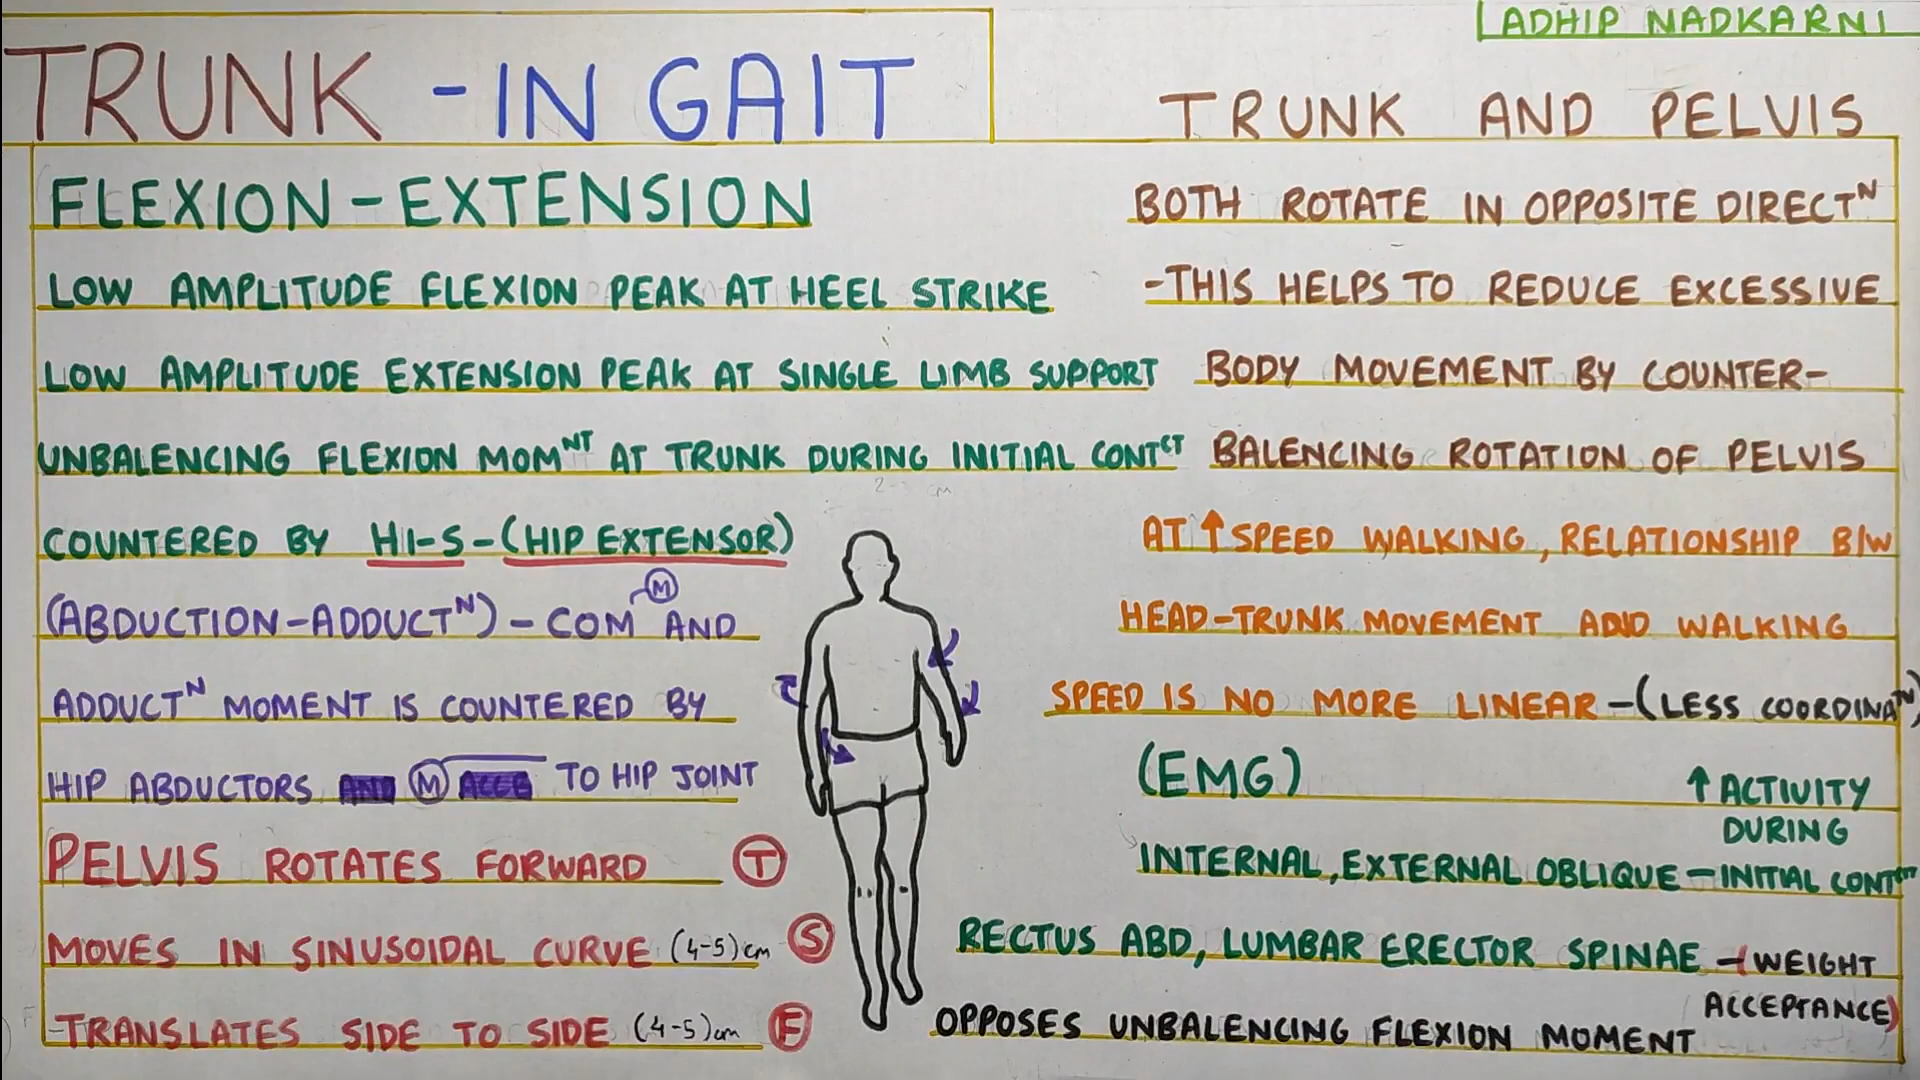 LADHIP NADKARNI
TRUNK - IN GAIT
FLEXION - EXTENSION
LOW AMPLITUDE FLEXION PEAK AT HEEL STRIKE
LOW AMPLITUDE EXTENSION PEAK AT SINGLE LIMB SUPPORT
UNBALENCING FLEXION MOMᴺᵀ AT TRUNK DURING INITIAL CONTᶜᵀ
COUNTERED BY HI-S-(HIP EXTENSOR)
(ABDUCTION-ADDUCTᴺ) - COM Ⓜ AND
ADDUCTᴺ MOMENT IS COUNTERED BY
HIP ABDUCTORS Ⓜ TO HIP JOINT
PELVIS ROTATES FORWARD Ⓣ
MOVES IN SINUSOIDAL CURVE (4-5)cm Ⓢ
-TRANSLATES SIDE TO SIDE (4-5)cm Ⓕ
TRUNK AND PELVIS
BOTH ROTATE IN OPPOSITE DIRECTᴺ
-THIS HELPS TO REDUCE EXCESSIVE
BODY MOVEMENT BY COUNTER-
BALENCING ROTATION OF PELVIS
AT ↑ SPEED WALKING, RELATIONSHIP B/W
HEAD-TRUNK MOVEMENT AND WALKING
SPEED IS NO MORE LINEAR - (LESS COORDINAᵀᴺ)
(EMG)
↑ ACTIVITY
DURING
INTERNAL, EXTERNAL OBLIQUE - INITIAL CONTᶜᵀ
RECTUS ABD, LUMBAR ERECTOR SPINAE - (WEIGHT
ACCEPTANCE)
OPPOSES UNBALENCING FLEXION MOMENT